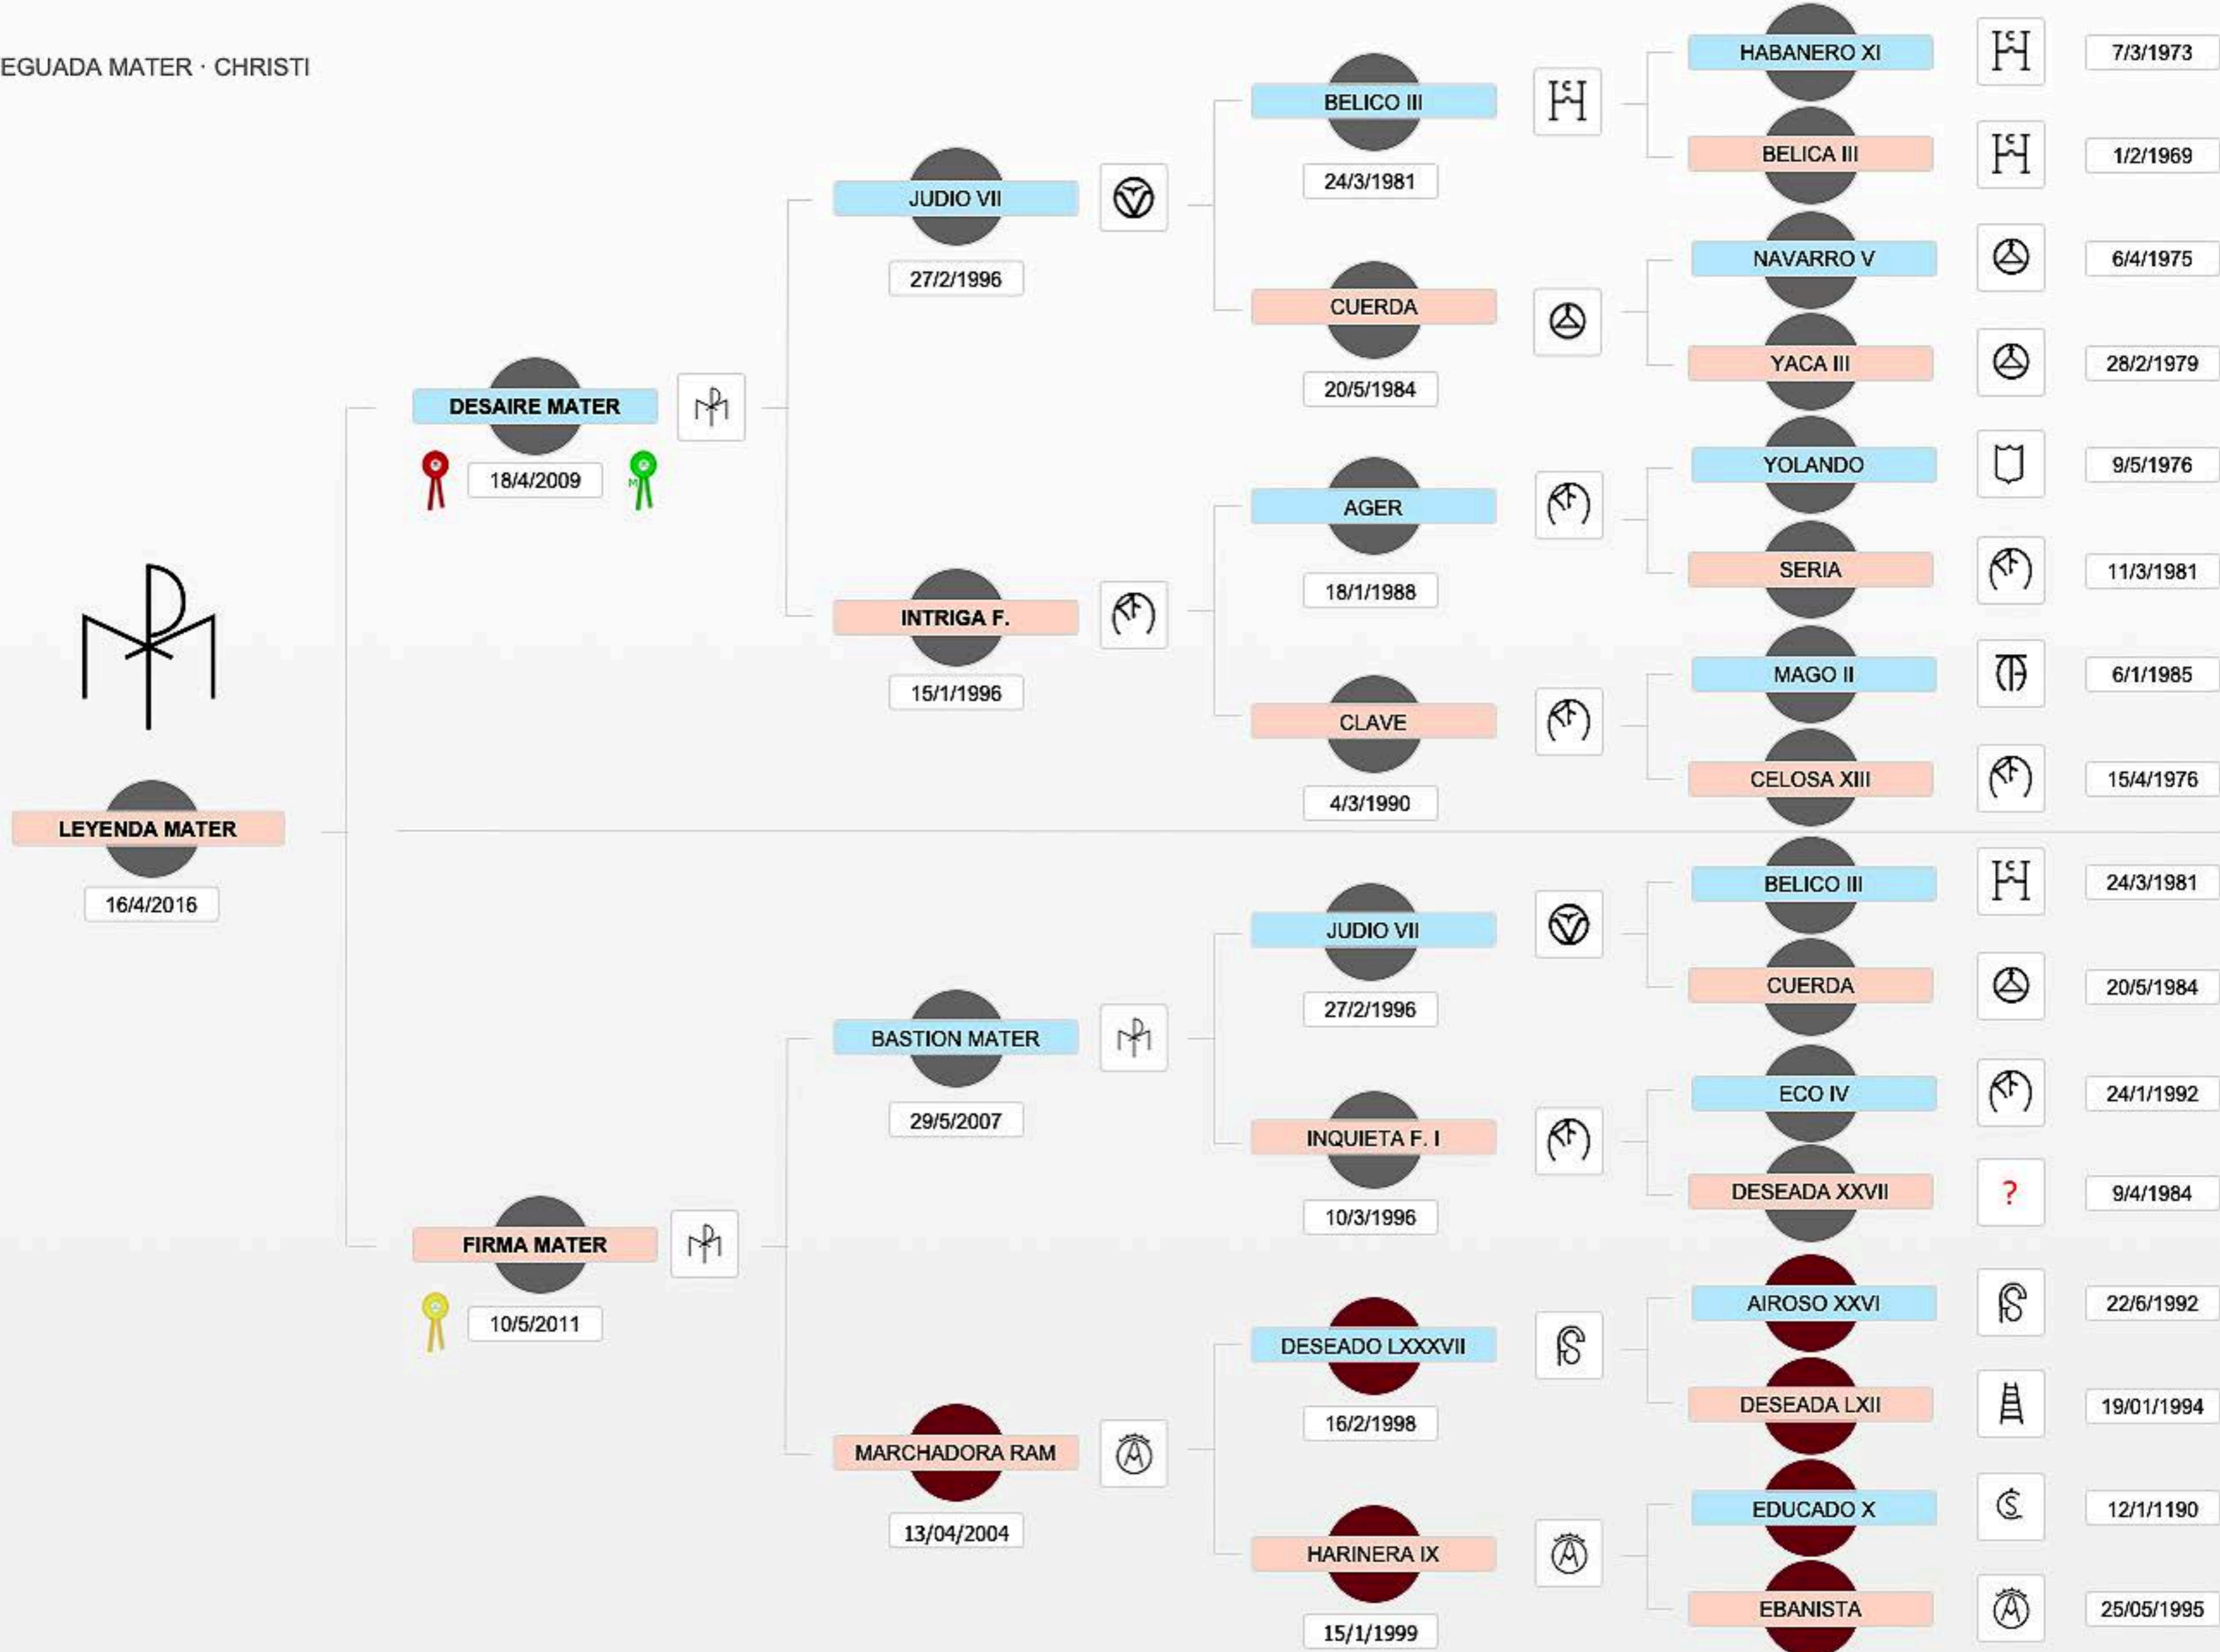 EGUADA MATER · CHRISTI
HABANERO XI
7/3/1973
BELICO III
24/3/1981
BELICA III
1/2/1969
JUDIO VII
27/2/1996
NAVARRO V
6/4/1975
CUERDA
20/5/1984
YACA III
28/2/1979
DESAIRE MATER
18/4/2009
M
YOLANDO
9/5/1976
AGER
18/1/1988
SERIA
11/3/1981
INTRIGA F.
15/1/1996
MAGO II
6/1/1985
CLAVE
4/3/1990
CELOSA XIII
15/4/1976
LEYENDA MATER
16/4/2016
BELICO III
24/3/1981
JUDIO VII
27/2/1996
CUERDA
20/5/1984
BASTION MATER
29/5/2007
ECO IV
24/1/1992
INQUIETA F. I
10/3/1996
DESEADA XXVII
?
9/4/1984
FIRMA MATER
10/5/2011
AIROSO XXVI
22/6/1992
DESEADO LXXXVII
16/2/1998
DESEADA LXII
19/01/1994
MARCHADORA RAM
13/04/2004
EDUCADO X
12/1/1190
HARINERA IX
15/1/1999
EBANISTA
25/05/1995